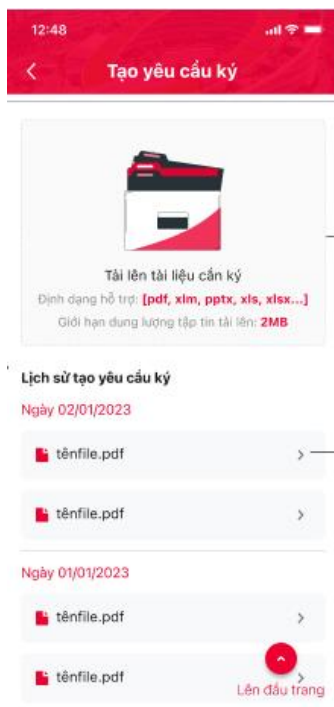 12:48
Tạo yêu cầu ký
Tải lên tài liệu cần ký
Định dạng hỗ trợ: [pdf, xlm, pptx, xls, xlsx...]
Giới hạn dung lượng tập tin tải lên: 2MB
Lịch sử tạo yêu cầu ký
Ngày 02/01/2023
tênfile.pdf
tênfile.pdf
Ngày 01/01/2023
tênfile.pdf
tênfile.pdf
Lên đầu trang